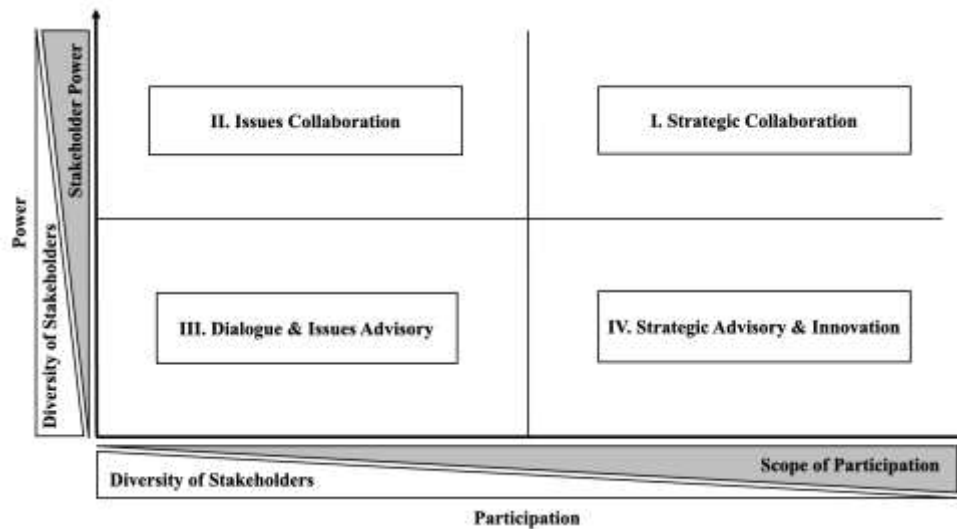 Power
Diversity of Stakeholders
Stakeholder Power
II. Issues Collaboration
I. Strategic Collaboration
III. Dialogue & Issues Advisory
IV. Strategic Advisory & Innovation
Scope of Participation
Diversity of Stakeholders
Participation